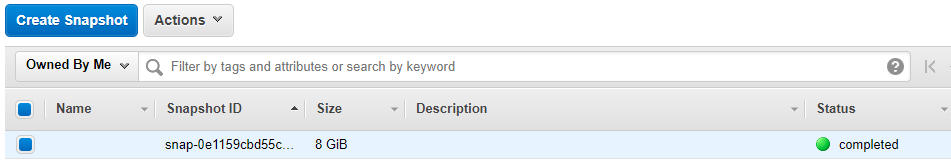 Create Snapshot Actions
Owned By Me Filter by tags and attributes or search by keyword ?
Name Snapshot ID Size Description Status
snap-0e1159cbd55c... 8 GiB completed